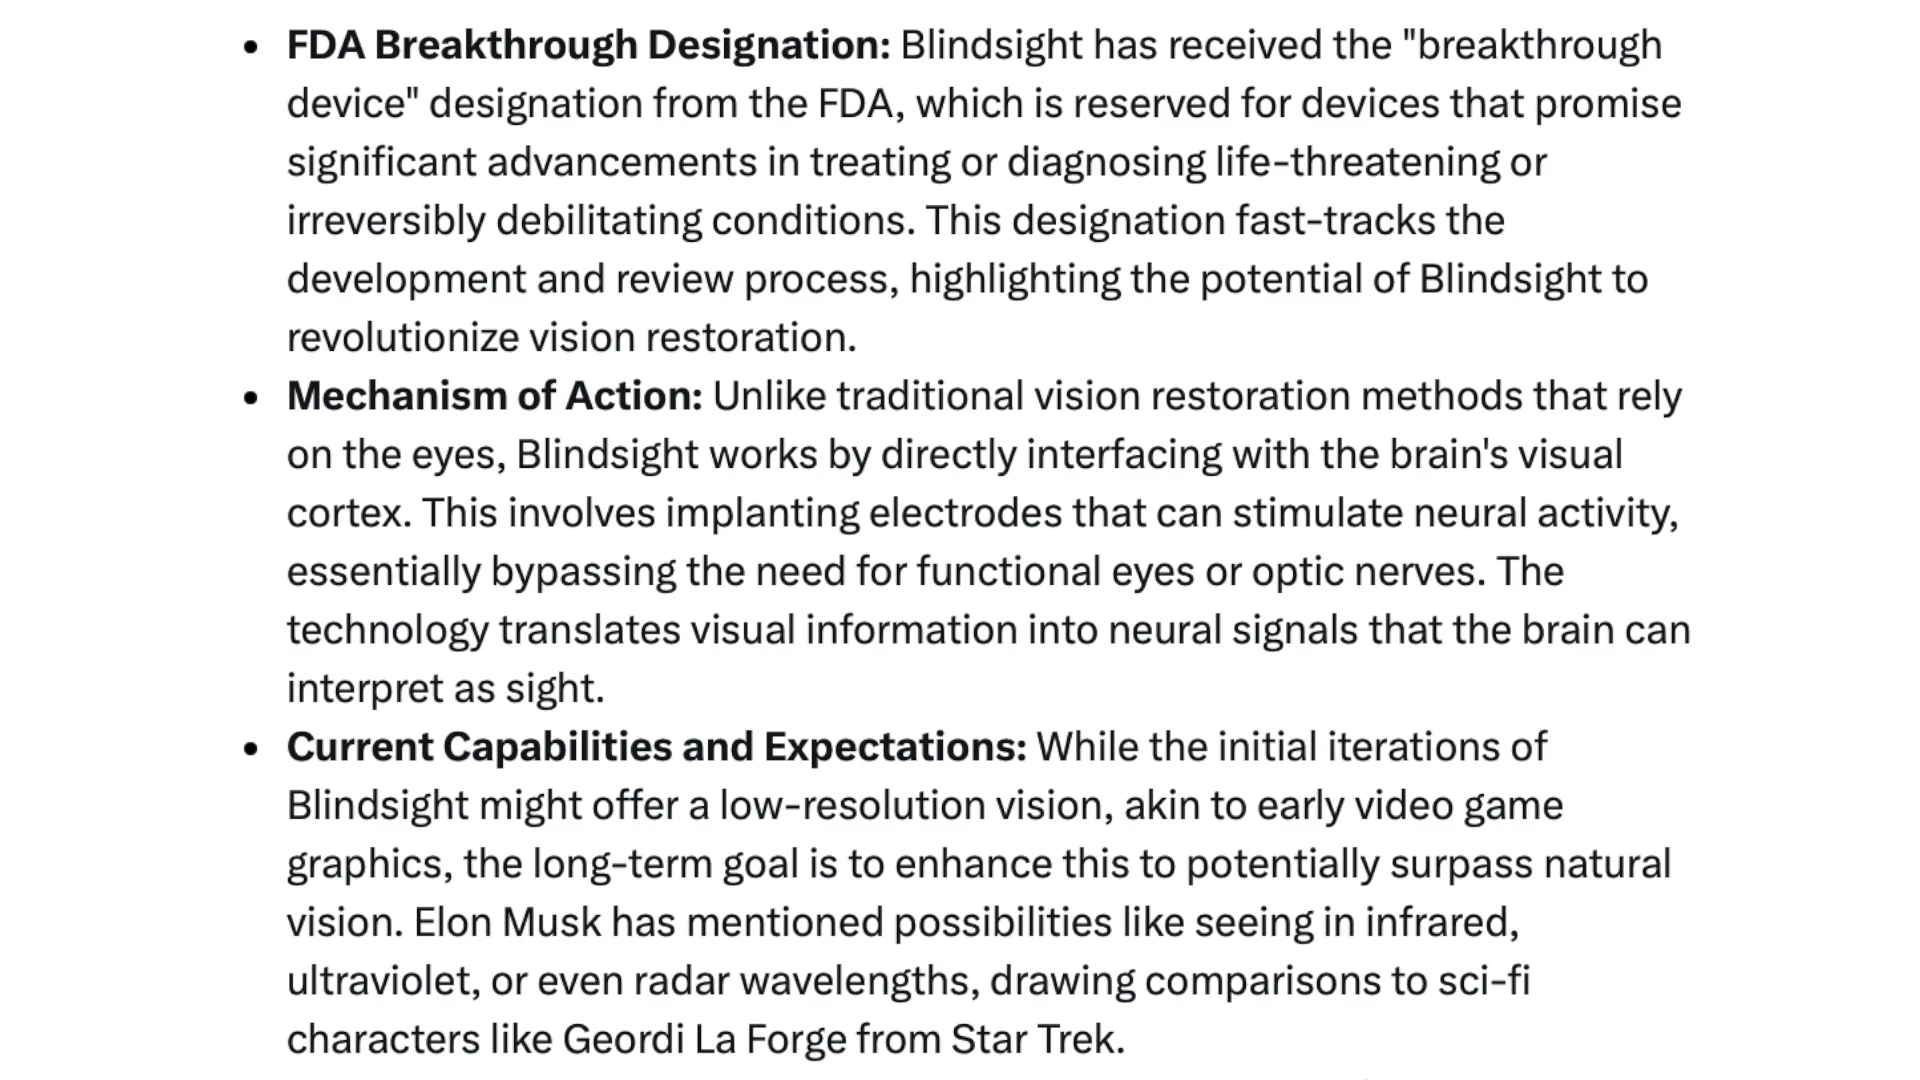 • FDA Breakthrough Designation: Blindsight has received the "breakthrough
device" designation from the FDA, which is reserved for devices that promise
significant advancements in treating or diagnosing life-threatening or
irreversibly debilitating conditions. This designation fast-tracks the
development and review process, highlighting the potential of Blindsight to
revolutionize vision restoration.
• Mechanism of Action: Unlike traditional vision restoration methods that rely
on the eyes, Blindsight works by directly interfacing with the brain's visual
cortex. This involves implanting electrodes that can stimulate neural activity,
essentially bypassing the need for functional eyes or optic nerves. The
technology translates visual information into neural signals that the brain can
interpret as sight.
• Current Capabilities and Expectations: While the initial iterations of
Blindsight might offer a low-resolution vision, akin to early video game
graphics, the long-term goal is to enhance this to potentially surpass natural
vision. Elon Musk has mentioned possibilities like seeing in infrared,
ultraviolet, or even radar wavelengths, drawing comparisons to sci-fi
characters like Geordi La Forge from Star Trek.